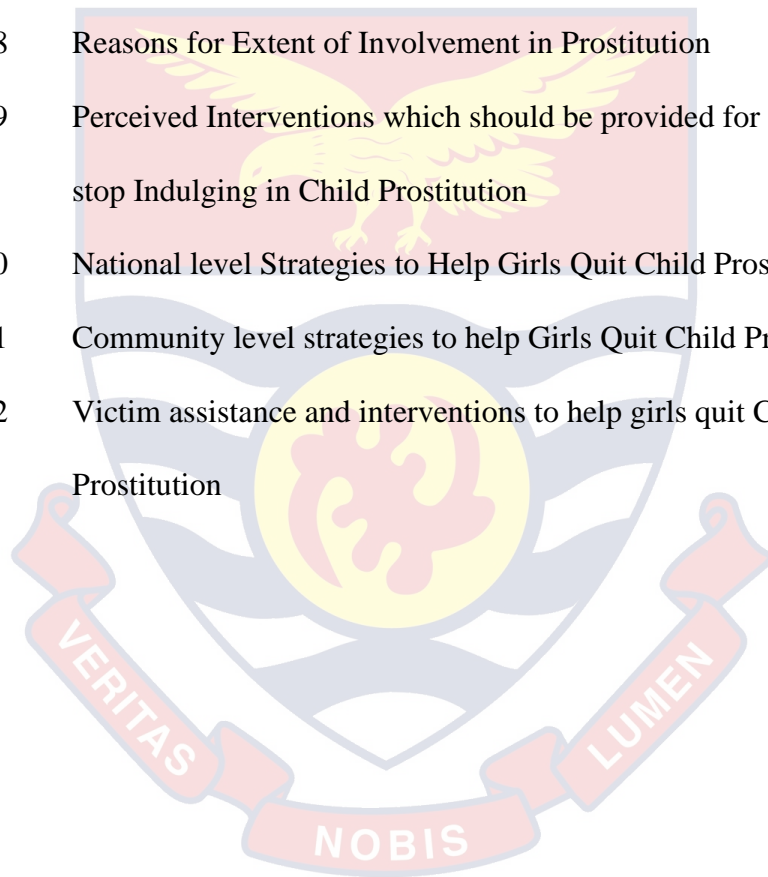 8 Reasons for Extent of Involvement in Prostitution
9 Perceived Interventions which should be provided for
stop Indulging in Child Prostitution
0 National level Strategies to Help Girls Quit Child Pros
1 Community level strategies to help Girls Quit Child Pr
2 Victim assistance and interventions to help girls quit C
Prostitution
VERITAS
NOBIS
LUMEN